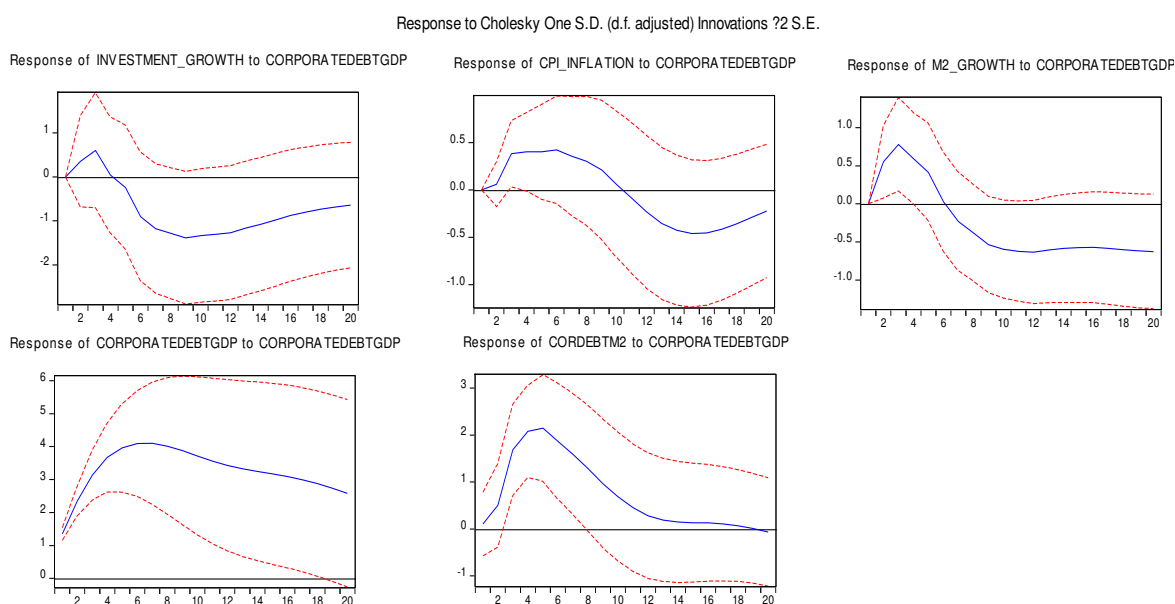 Response to Cholesky One S.D. (d.f. adjusted) Innovations ?2 S.E.
Response of INVESTMENT_GROWTH to CORPORATEDEBTGDP
Response of CPI_INFLATION to CORPORATEDEBTGDP
Response of M2_GROWTH to CORPORATEDEBTGDP
1
0
-1
-2
2 4 6 8 10 12 14 16 18 20
0.5
0.0
-0.5
-1.0
2 4 6 8 10 12 14 16 18 20
1.0
0.5
0.0
-0.5
-1.0
2 4 6 8 10 12 14 16 18 20
Response of CORPORATEDEBTGDP to CORPORATEDEBTGDP
Response of CORDEBTM2 to CORPORATEDEBTGDP
6
5
4
3
2
1
0
2 4 6 8 10 12 14 16 18 20
3
2
1
0
-1
2 4 6 8 10 12 14 16 18 20